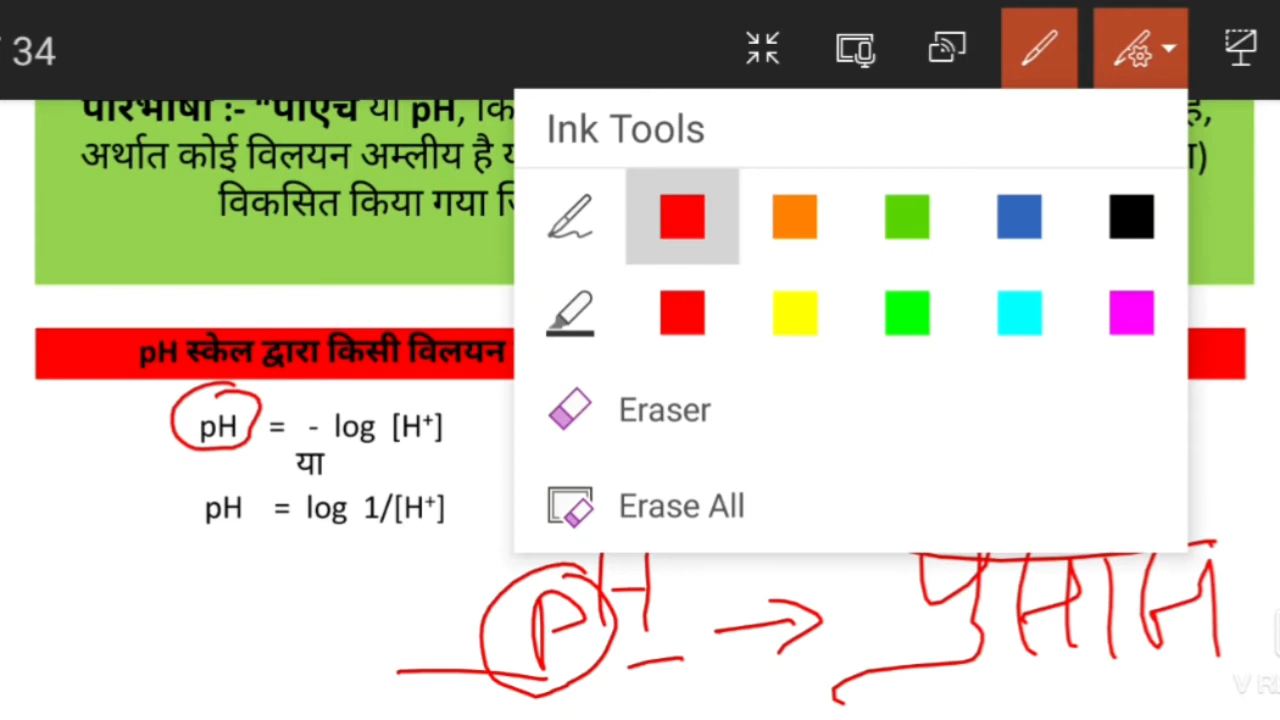 34
Ink Tools
परिभाषा :- "पीएच या pH,
अर्थात कोई विलयन अम्लीय है
विकसित किया गया
Eraser
pH स्केल द्वारा किसी विलयन
Erase All
pH = - log [H⁺]
या
pH = log 1/[H⁺]
PH →